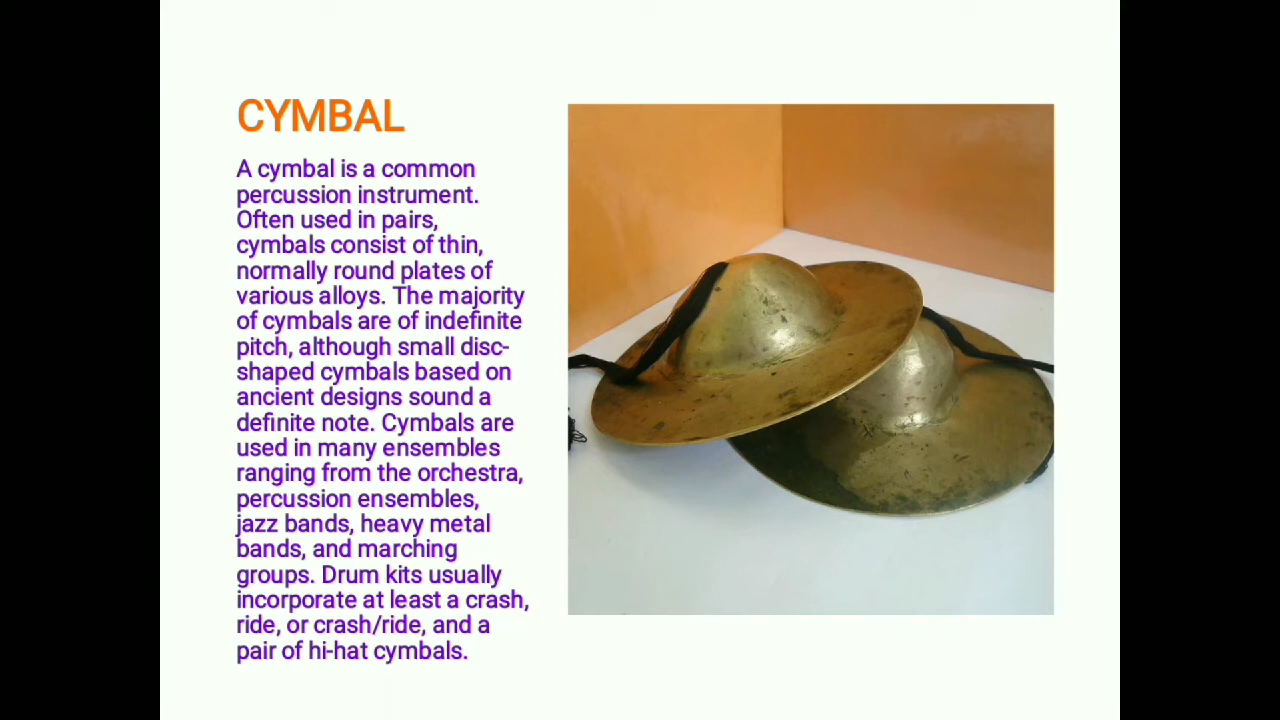 CYMBAL
A cymbal is a common
percussion instrument.
Often used in pairs,
cymbals consist of thin,
normally round plates of
various alloys. The majority
of cymbals are of indefinite
pitch, although small disc-
shaped cymbals based on
ancient designs sound a
definite note. Cymbals are
used in many ensembles
ranging from the orchestra,
percussion ensembles,
jazz bands, heavy metal
bands, and marching
groups. Drum kits usually
incorporate at least a crash,
ride, or crash/ride, and a
pair of hi-hat cymbals.